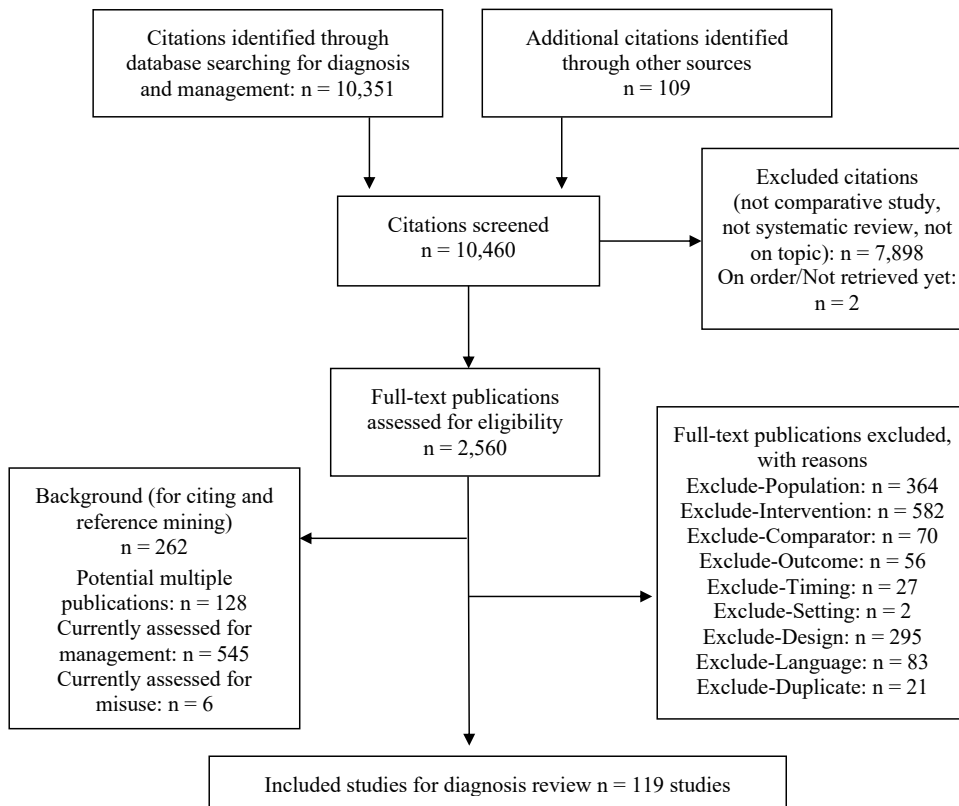 Citations identified through
database searching for diagnosis
and management: n = 10,351
Additional citations identified
through other sources
n = 109
Citations screened
n = 10,460
Excluded citations
(not comparative study,
not systematic review, not
on topic): n = 7,898
On order/Not retrieved yet:
n = 2
Full-text publications
assessed for eligibility
n = 2,560
Background (for citing and
reference mining)
n = 262
Potential multiple
publications: n = 128
Currently assessed for
management: n = 545
Currently assessed for
misuse: n = 6
Full-text publications excluded,
with reasons
Exclude-Population: n = 364
Exclude-Intervention: n = 582
Exclude-Comparator: n = 70
Exclude-Outcome: n = 56
Exclude-Timing: n = 27
Exclude-Setting: n = 2
Exclude-Design: n = 295
Exclude-Language: n = 83
Exclude-Duplicate: n = 21
Included studies for diagnosis review n = 119 studies